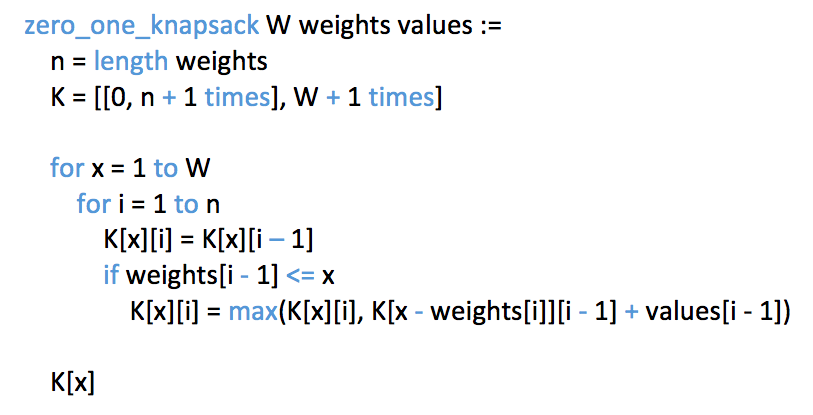 zero_one_knapsack W weights values :=
n = length weights
K = [[0, n + 1 times], W + 1 times]
for x = 1 to W
for i = 1 to n
K[x][i] = K[x][i – 1]
if weights[i - 1] <= x
K[x][i] = max(K[x][i], K[x - weights[i]][i - 1] + values[i - 1])
K[x]